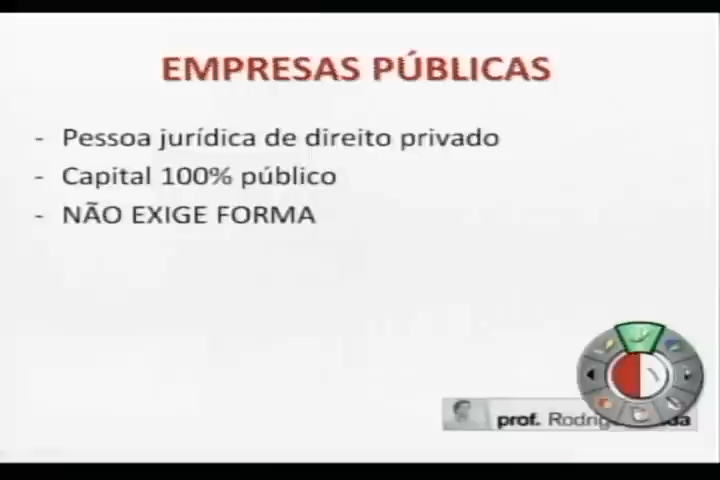 EMPRESAS PÚBLICAS
- Pessoa jurídica de direito privado
- Capital 100% público
- NÃO EXIGE FORMA
prof.